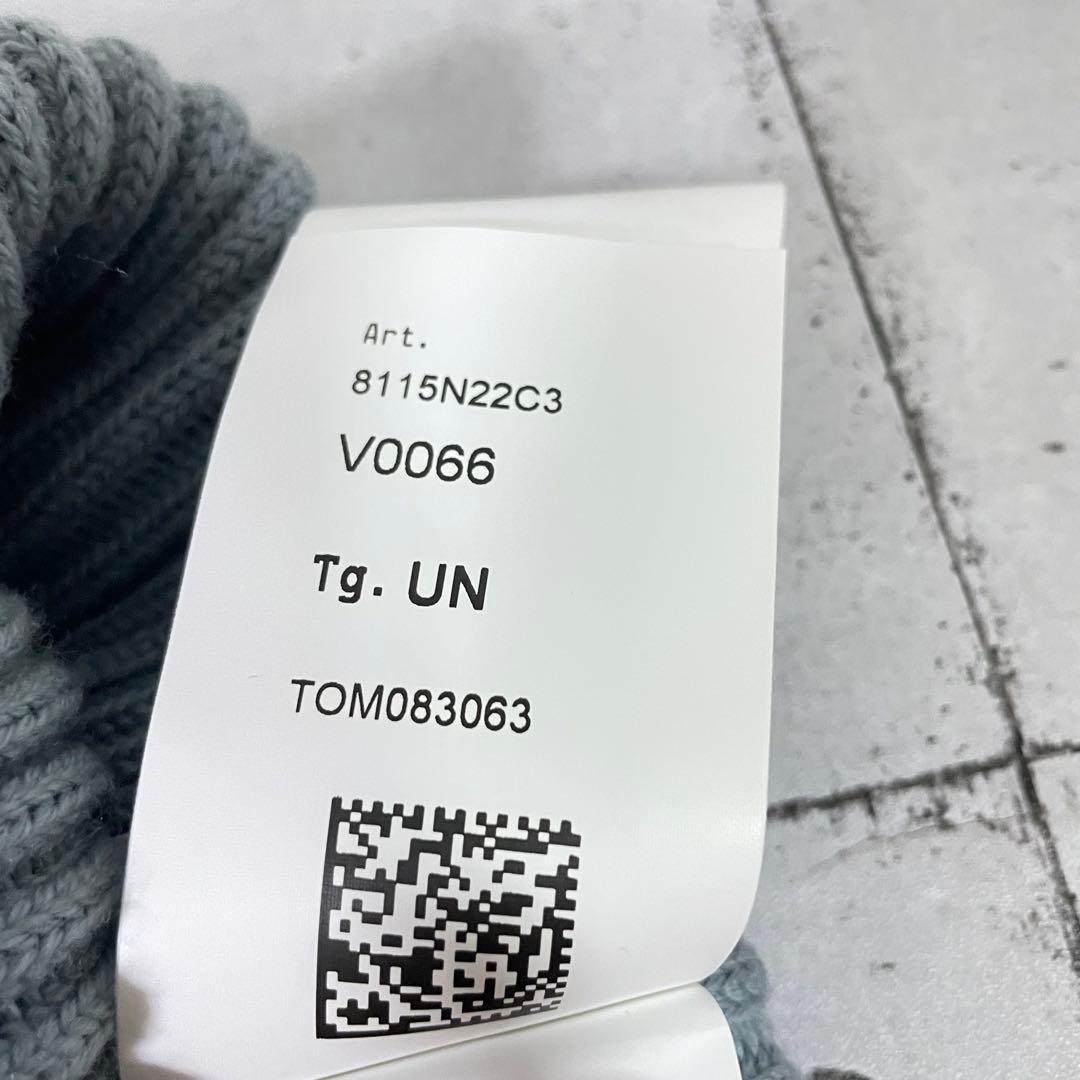 Art.
8115N22C3
V0066
Tg. UN
TOM083063